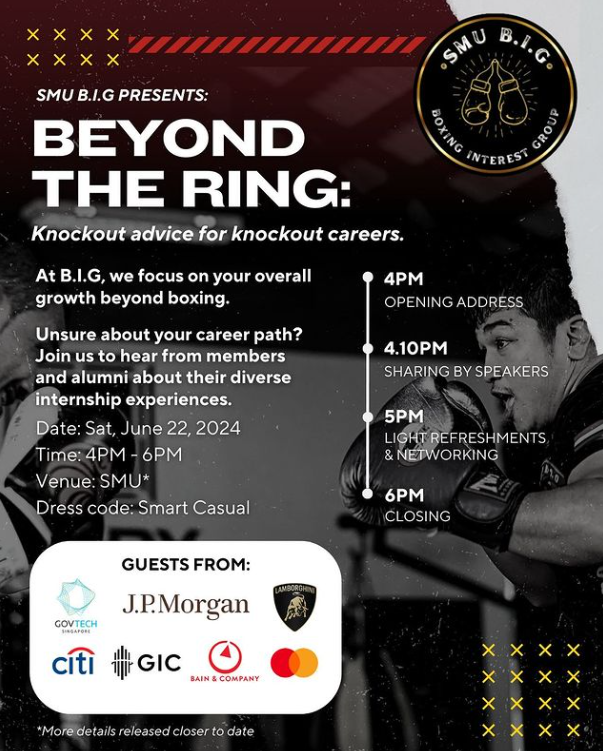 SMU B.I.G
BOXING INTEREST GROUP
SMU B.I.G PRESENTS:
BEYOND
THE RING:
Knockout advice for knockout careers.
At B.I.G, we focus on your overall
growth beyond boxing.
Unsure about your career path?
Join us to hear from members
and alumni about their diverse
internship experiences.
Date: Sat, June 22, 2024
Time: 4PM - 6PM
Venue: SMU*
Dress code: Smart Casual
4PM
OPENING ADDRESS
4.10PM
SHARING BY SPEAKERS
5PM
LIGHT REFRESHMENTS
& NETWORKING
6PM
CLOSING
GUESTS FROM:
GOVTECH
SINGAPORE
J.P.Morgan
LAMBORGHINI
citi
GIC
BAIN & COMPANY
*More details released closer to date